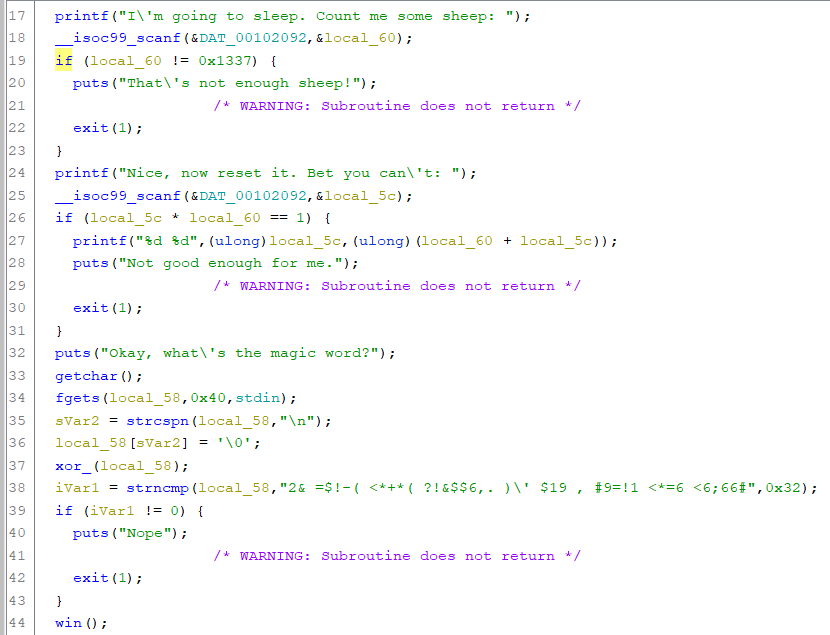 17 printf("I\'m going to sleep. Count me some sheep: ");
18 __isoc99_scanf(&DAT_00102092,&local_60);
19 if (local_60 != 0x1337) {
20 puts("That\'s not enough sheep!");
21 /* WARNING: Subroutine does not return */
22 exit(1);
23 }
24 printf("Nice, now reset it. Bet you can\'t: ");
25 __isoc99_scanf(&DAT_00102092,&local_5c);
26 if (local_5c * local_60 == 1) {
27 printf("%d %d",(ulong)local_5c,(ulong)(local_60 + local_5c));
28 puts("Not good enough for me.");
29 /* WARNING: Subroutine does not return */
30 exit(1);
31 }
32 puts("Okay, what\'s the magic word?");
33 getchar();
34 fgets(local_58,0x40,stdin);
35 sVar2 = strcspn(local_58,"\n");
36 local_58[sVar2] = '\0';
37 xor_(local_58);
38 iVar1 = strncmp(local_58,"2& =$!-( <*+*( ?!&$$6,. )\' $19 , #9=!1 <*=6 <6;66#",0x32);
39 if (iVar1 != 0) {
40 puts("Nope");
41 /* WARNING: Subroutine does not return */
42 exit(1);
43 }
44 win();